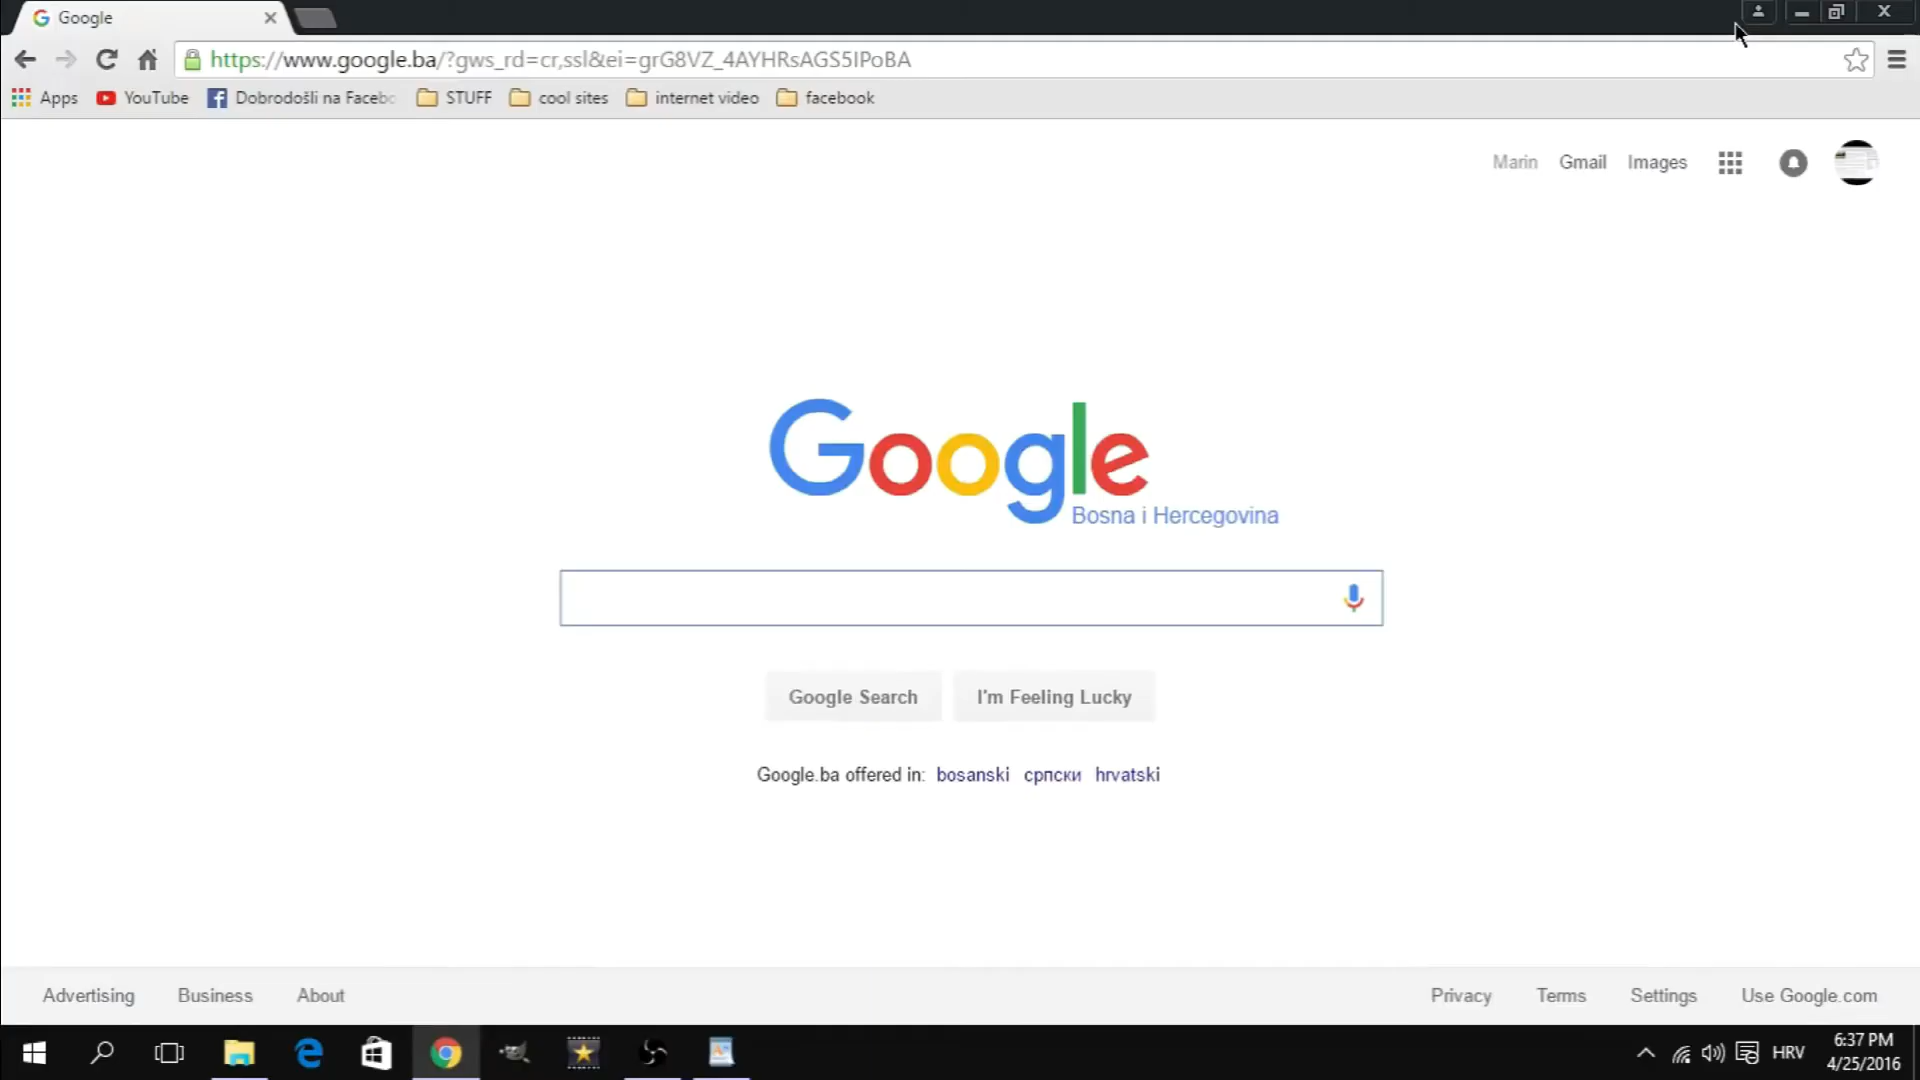 Google
https://www.google.ba/?gws_rd=cr,ssl&ei=grG8VZ_4AYHRsAGS5IPoBA
Apps YouTube Dobrodošli na Facebo STUFF cool sites internet video facebook
Marin Gmail Images
Google
Bosna i Hercegovina
Google Search I'm Feeling Lucky
Google.ba offered in: bosanski српски hrvatski
Advertising Business About Privacy Terms Settings Use Google.com
HRV 6:37 PM
4/25/2016